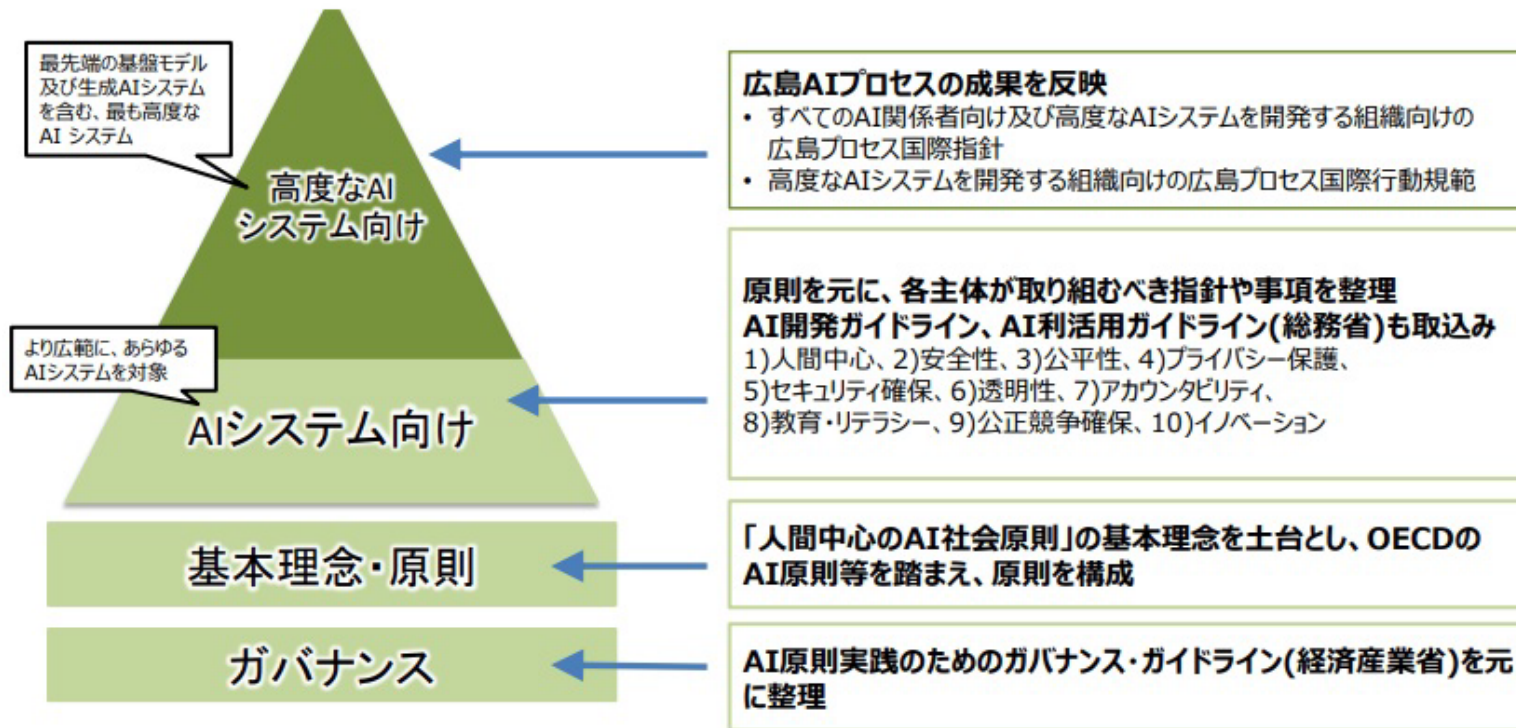 最先端の基盤モデル
及び生成AIシステム
を含む、最も高度な
AI システム
高度なAI
システム向け
広島AIプロセスの成果を反映
• すべてのAI関係者向け及び高度なAIシステムを開発する組織向けの
広島プロセス国際指針
• 高度なAIシステムを開発する組織向けの広島プロセス国際行動規範
より広範に、あらゆる
AIシステムを対象
AIシステム向け
原則を元に、各主体が取り組むべき指針や事項を整理
AI開発ガイドライン、AI利活用ガイドライン(総務省)も取込み
1)人間中心、2)安全性、3)公平性、4)プライバシー保護、
5)セキュリティ確保、6)透明性、7)アカウンタビリティ、
8)教育・リテラシー、9)公正競争確保、10)イノベーション
基本理念・原則
「人間中心のAI社会原則」の基本理念を土台とし、OECDの
AI原則等を踏まえ、原則を構成
ガバナンス
AI原則実践のためのガバナンス・ガイドライン(経済産業省)を元
に整理